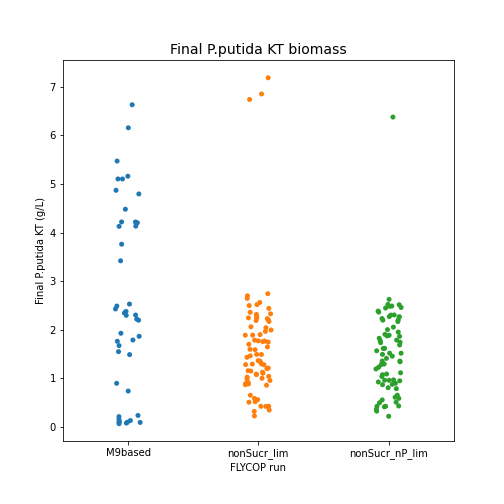 Final P.putida KT biomass
Final P.putida KT (g/L)
7
6
5
4
3
2
1
0
M9based
nonSucr_lim
nonSucr_nP_lim
FLYCOP run